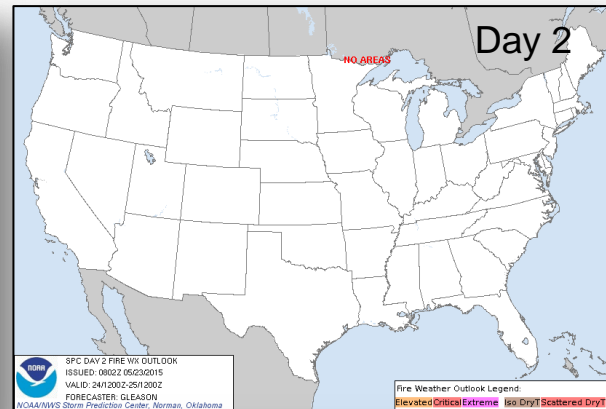 Day 2
NO AREAS
NOAA
SPC DAY 2 FIRE WX OUTLOOK
ISSUED: 0802Z 05/23/2015
VALID: 24/1200Z-25/1200Z
FORECASTER: GLEASON
NOAA/NWS Storm Prediction Center, Norman, Oklahoma
Fire Weather Outlook Legend:
Elevated Critical Extreme Iso DryT Scattered DryT